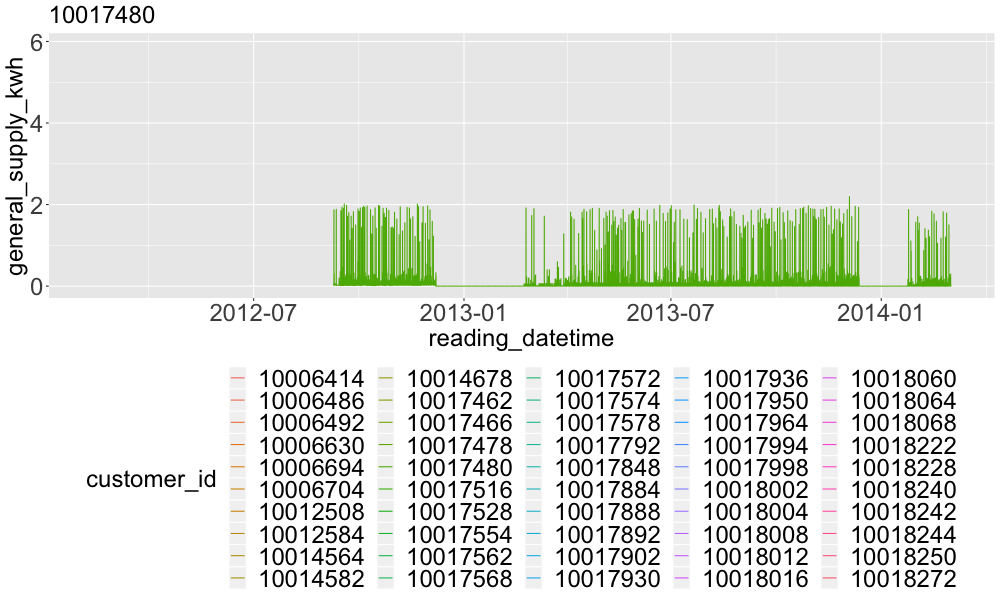 10017480
general_supply_kwh
6
4
2
0
2012-07 2013-01 2013-07 2014-01
reading_datetime
customer_id
10006414 10014678 10017572 10017936 10018060
10006486 10017462 10017574 10017950 10018064
10006492 10017466 10017578 10017964 10018068
10006630 10017478 10017792 10017994 10018222
10006694 10017480 10017848 10017998 10018228
10006704 10017516 10017884 10018002 10018240
10012508 10017528 10017888 10018004 10018242
10012584 10017554 10017892 10018008 10018244
10014564 10017562 10017902 10018012 10018250
10014582 10017568 10017930 10018016 10018272